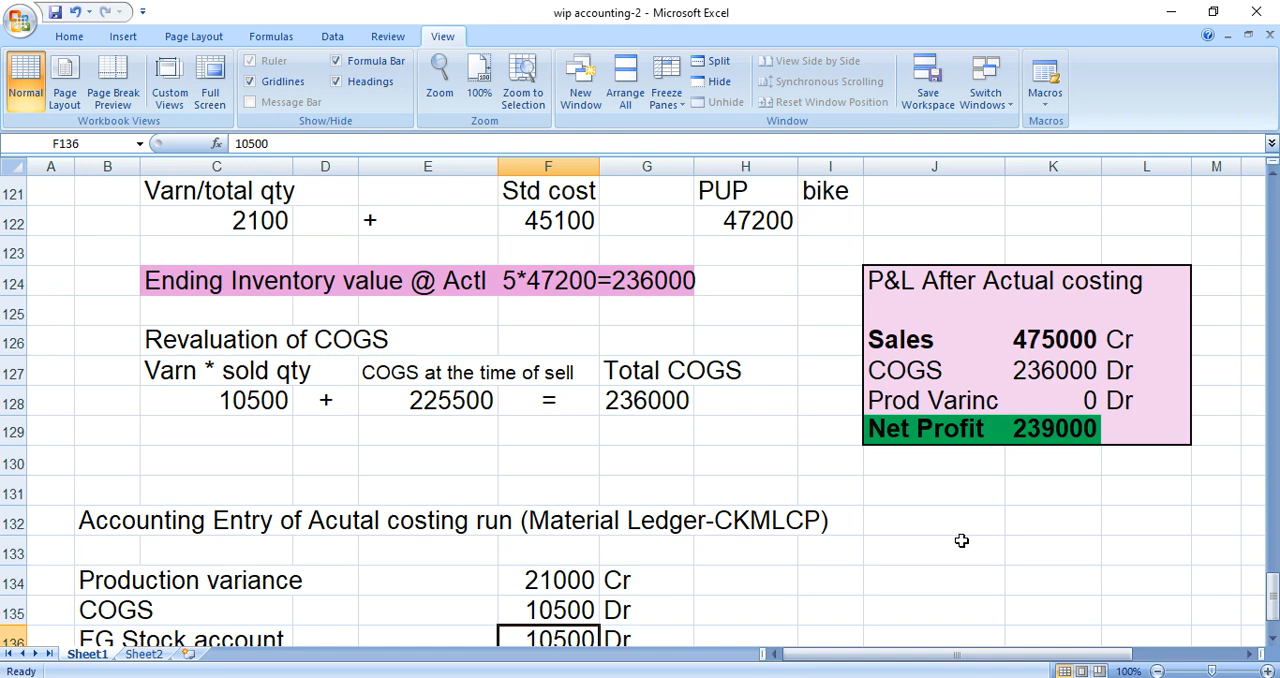 wip accounting-2 - Microsoft Excel
Home Insert Page Layout Formulas Data Review View
Ruler Formula Bar
Gridlines Headings
Message Bar
Normal Page Layout Page Break Preview Custom Views Full Screen
Zoom 100% Zoom to Selection
New Window Arrange All Freeze Panes
Split View Side by Side
Hide Synchronous Scrolling
Unhide Reset Window Position
Save Workspace Switch Windows Macros
Workbook Views Show/Hide Zoom Window Macros
F136 fx 10500
A B C D E F G H I J K L M
121 Varn/total qty Std cost PUP bike
122 2100 + 45100 47200
123
124 Ending Inventory value @ Actl 5*47200=236000 P&L After Actual costing
125
126 Revaluation of COGS Sales 475000 Cr
127 Varn * sold qty COGS at the time of sell Total COGS COGS 236000 Dr
128 10500 + 225500 = 236000 Prod Varinc 0 Dr
129 Net Profit 239000
130
131
132 Accounting Entry of Acutal costing run (Material Ledger-CKMLCP)
133
134 Production variance 21000 Cr
135 COGS 10500 Dr
136 FG Stock account 10500 Dr
Sheet1 Sheet2
Ready 100%